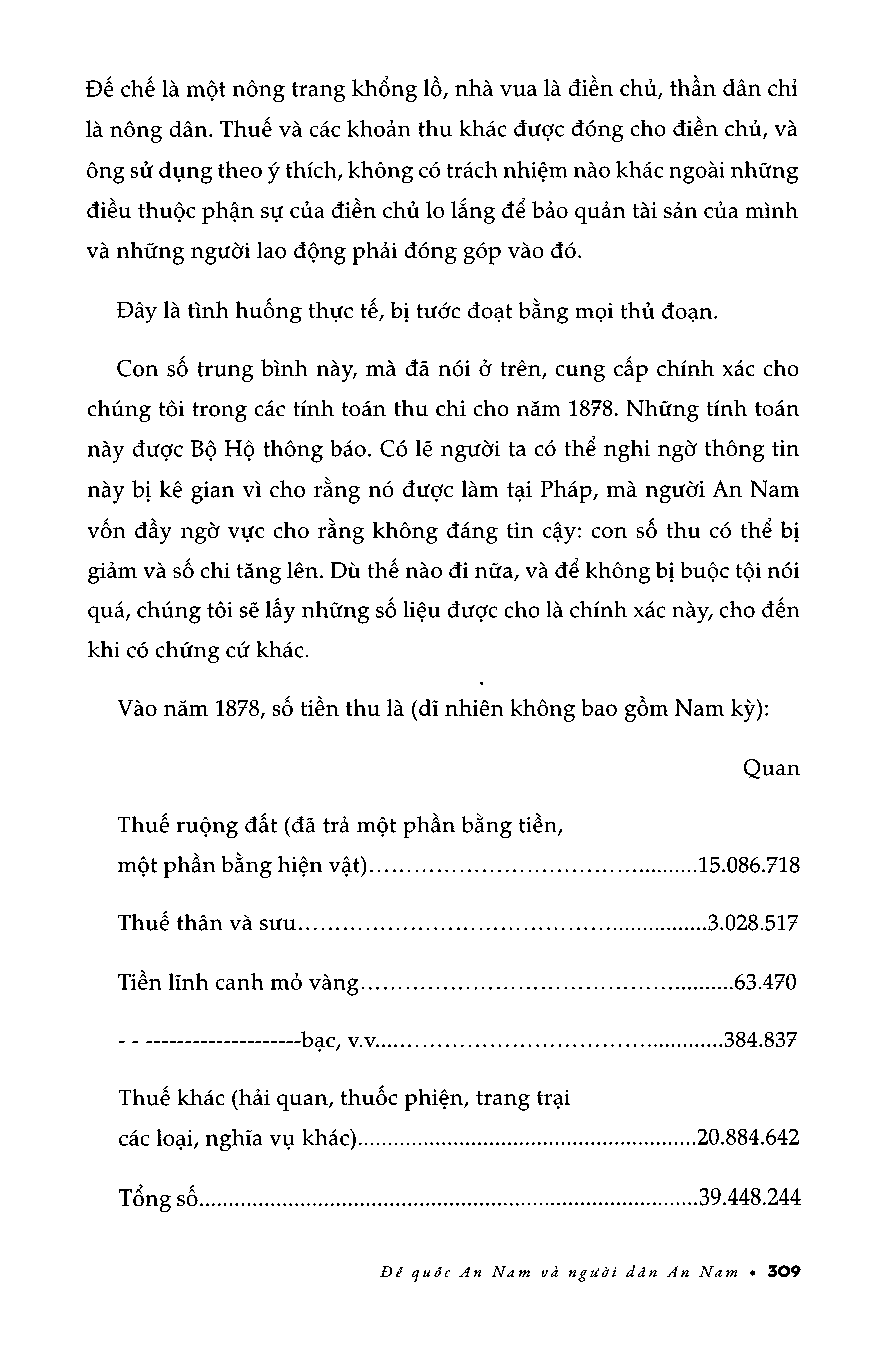 Đế chế là một nông trang khổng lồ, nhà vua là điền chủ, thần dân chỉ
là nông dân. Thuế và các khoản thu khác được đóng cho điền chủ, và
ông sử dụng theo ý thích, không có trách nhiệm nào khác ngoài những
điều thuộc phận sự của điền chủ lo lắng để bảo quản tài sản của mình
và những người lao động phải đóng góp vào đó.
Đây là tình huống thực tế, bị tước đoạt bằng mọi thủ đoạn.
Con số trung bình này, mà đã nói ở trên, cung cấp chính xác cho
chúng tôi trong các tính toán thu chi cho năm 1878. Những tính toán
này được Bộ Hộ thông báo. Có lẽ người ta có thể nghi ngờ thông tin
này bị kê gian vì cho rằng nó được làm tại Pháp, mà người An Nam
vốn đầy ngờ vực cho rằng không đáng tin cậy: con số thu có thể bị
giảm và số chi tăng lên. Dù thế nào đi nữa, và để không bị buộc tội nói
quá, chúng tôi sẽ lấy những số liệu được cho là chính xác này, cho đến
khi có chứng cứ khác.
Vào năm 1878, số tiền thu là (dĩ nhiên không bao gồm Nam kỳ):
Quan
Thuế ruộng đất (đã trả một phần bằng tiền,
một phần bằng hiện vật)..............................................15.086.718
Thuế thân và sưu......................................................3.028.517
Tiền lĩnh canh mỏ vàng..................................................63.470
- - --------------------bạc, v.v..................................................384.837
Thuế khác (hải quan, thuốc phiện, trang trại
các loại, nghĩa vụ khác).........................................................20.884.642
Tổng số...................................................................................39.448.244
Đế quốc An Nam và người dân An Nam • 309